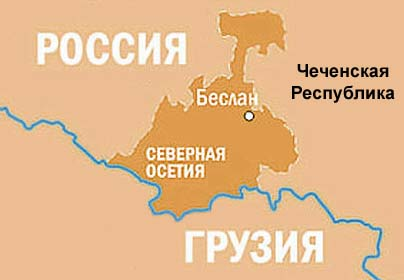 РОССИЯ
Чеченская
Республика
Беслан
СЕВЕРНАЯ
ОСЕТИЯ
ГРУЗИЯ